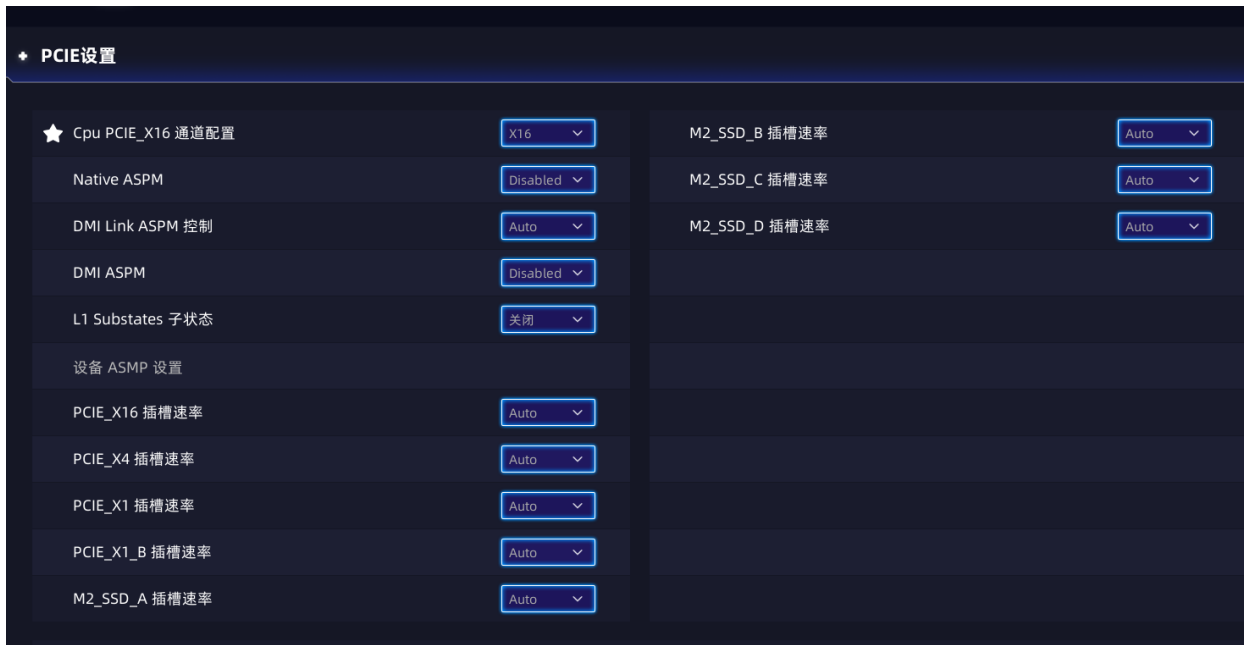 PCIE设置
Cpu PCIE_X16 通道配置 X16
Native ASPM Disabled
DMI Link ASPM 控制 Auto
DMI ASPM Disabled
L1 Substates 子状态 关闭
设备 ASMP 设置
PCIE_X16 插槽速率 Auto
PCIE_X4 插槽速率 Auto
PCIE_X1 插槽速率 Auto
PCIE_X1_B 插槽速率 Auto
M2_SSD_A 插槽速率 Auto
M2_SSD_B 插槽速率 Auto
M2_SSD_C 插槽速率 Auto
M2_SSD_D 插槽速率 Auto